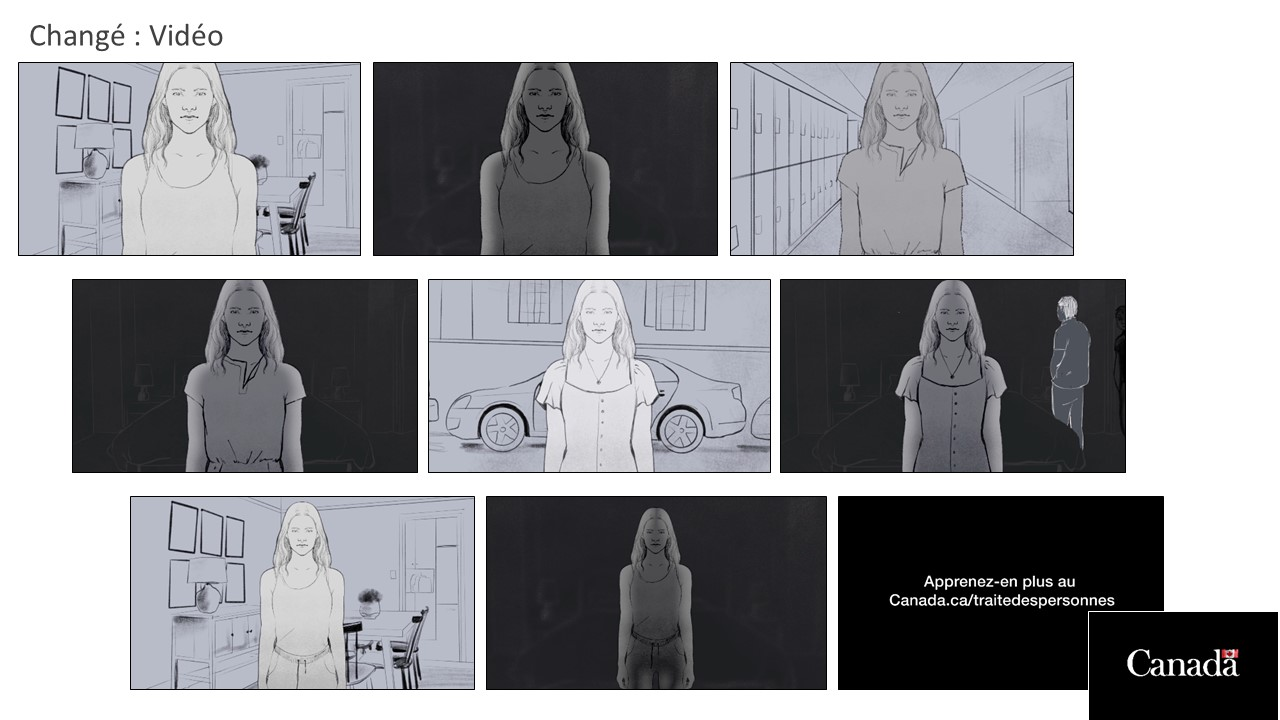 Changé : Vidéo
Apprenez-en plus au
Canada.ca/traitedespersonnes
Canada